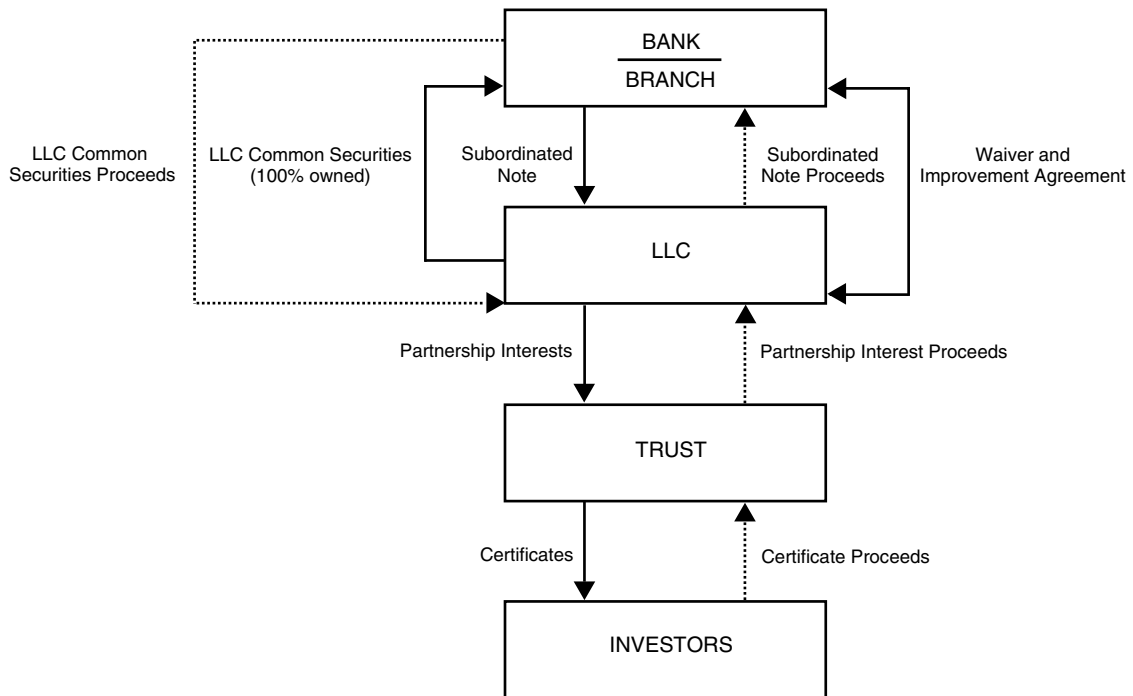 BANK
BRANCH
LLC Common
Securities Proceeds
LLC Common Securities
(100% owned)
Subordinated
Note
Subordinated
Note Proceeds
Waiver and
Improvement Agreement
LLC
Partnership Interests
Partnership Interest Proceeds
TRUST
Certificates
Certificate Proceeds
INVESTORS